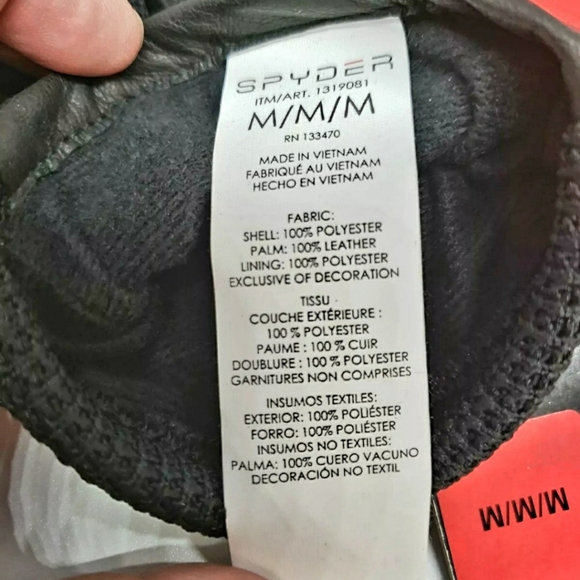 SPYDER
ITM/ART. 1319081
M/M/M
RN 133470
MADE IN VIETNAM
FABRIQUÉ AU VIETNAM
HECHO EN VIETNAM
FABRIC:
SHELL: 100% POLYESTER
PALM: 100% LEATHER
LINING: 100% POLYESTER
EXCLUSIVE OF DECORATION
TISSU
COUCHE EXTÉRIEURE :
100 % POLYESTER
PAUME : 100 % CUIR
DOUBLURE : 100 % POLYESTER
GARNITURES NON COMPRISES
INSUMOS TEXTILES:
EXTERIOR: 100% POLIÉSTER
FORRO: 100% POLIÉSTER
INSUMOS NO TEXTILES:
PALMA: 100% CUERO VACUNO
DECORACIÓN NO TEXTIL
M/M/M